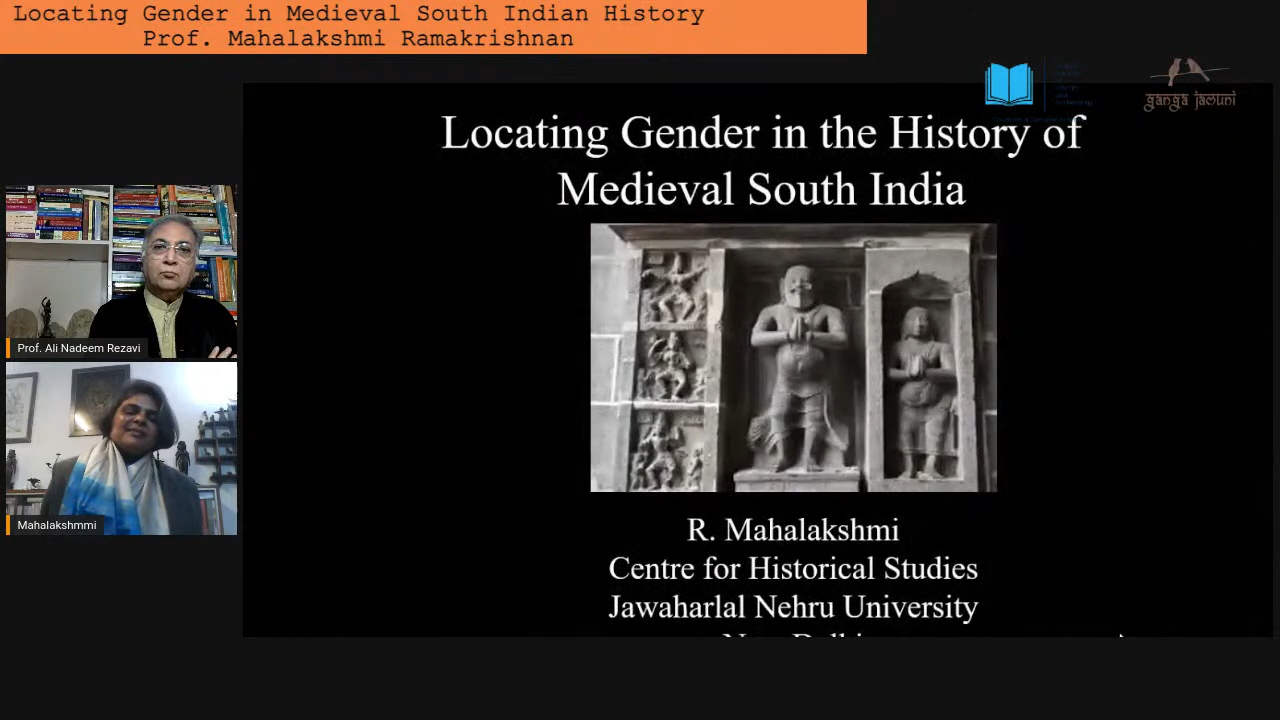 Locating Gender in Medieval South Indian History
Prof. Mahalakshmi Ramakrishnan
ganga jamuni
Locating Gender in the History of
Medieval South India
Prof. Ali Nadeem Rezavi
Mahalakshmmi
R. Mahalakshmi
Centre for Historical Studies
Jawaharlal Nehru University